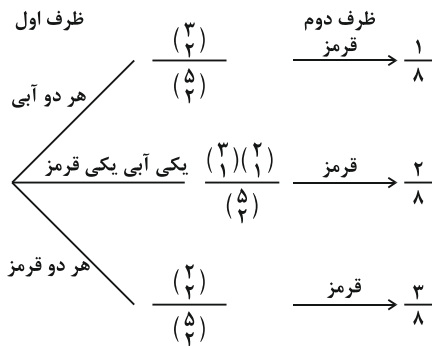 ظرف اول	ظرف دوم
هر دو آبی (۳ ۲)/(۵ ۲) قرمز ۱/۸
یکی آبی یکی قرمز (۳ ۱)(۲ ۱)/(۵ ۲) قرمز ۲/۸
هر دو قرمز (۲ ۲)/(۵ ۲) قرمز ۳/۸